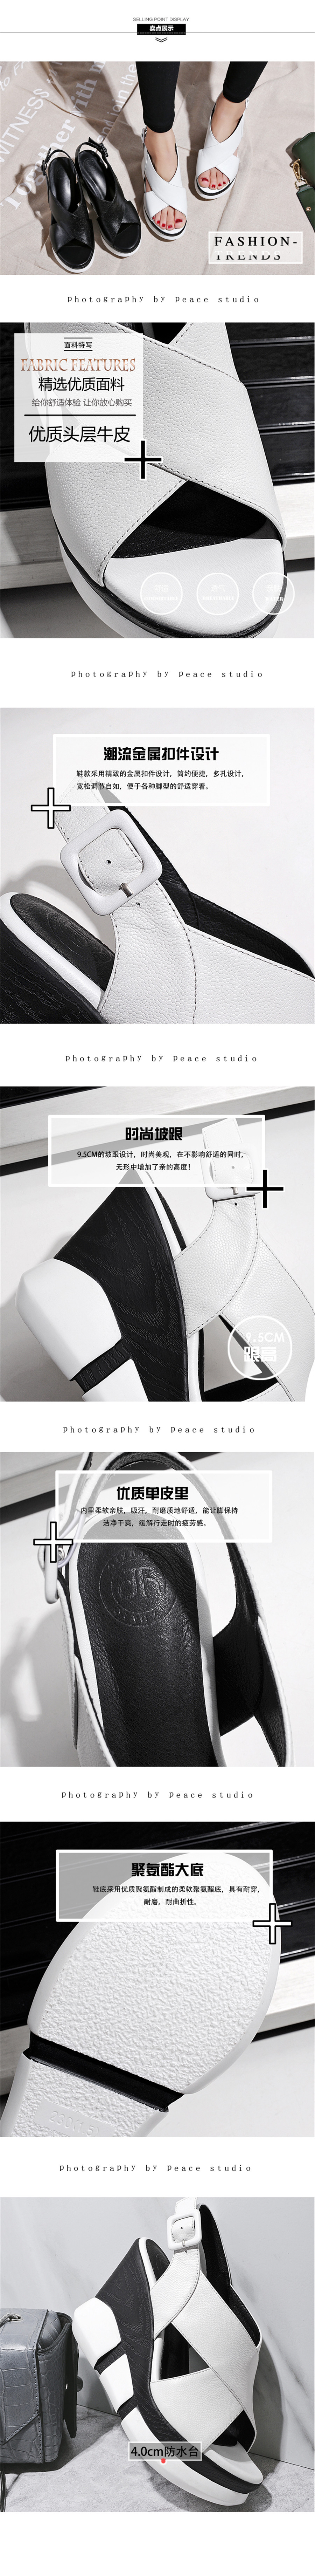 SELLING POINT DISPLAY
卖点展示
WITNESS
Together with
FASHION-
TRENDS
Photography by Peace studio
面料特写
FABRIC FEATURES
精选优质面料
给你舒适体验 让你放心购买
优质头层牛皮
Photography by Peace studio
潮流金属扣件设计
鞋款采用精致的金属扣件设计，简约便捷，多孔设计，
宽松调节自如，便于各种脚型的舒适穿着。
Photography by Peace studio
时尚坡跟
9.5CM的坡跟设计，时尚美观，在不影响舒适的同时，
无形中增加了亲的高度！
9.5CM
跟高
Photography by Peace studio
优质单皮里
内里柔软亲肤，吸汗，耐磨质地舒适，能让脚保持
洁净干爽，缓解行走时的疲劳感。
Photography by Peace studio
聚氨酯大底
鞋底采用优质聚氨酯制成的柔软聚氨酯底，具有耐穿，
耐磨，耐曲折性。
Photography by Peace studio
4.0cm防水台